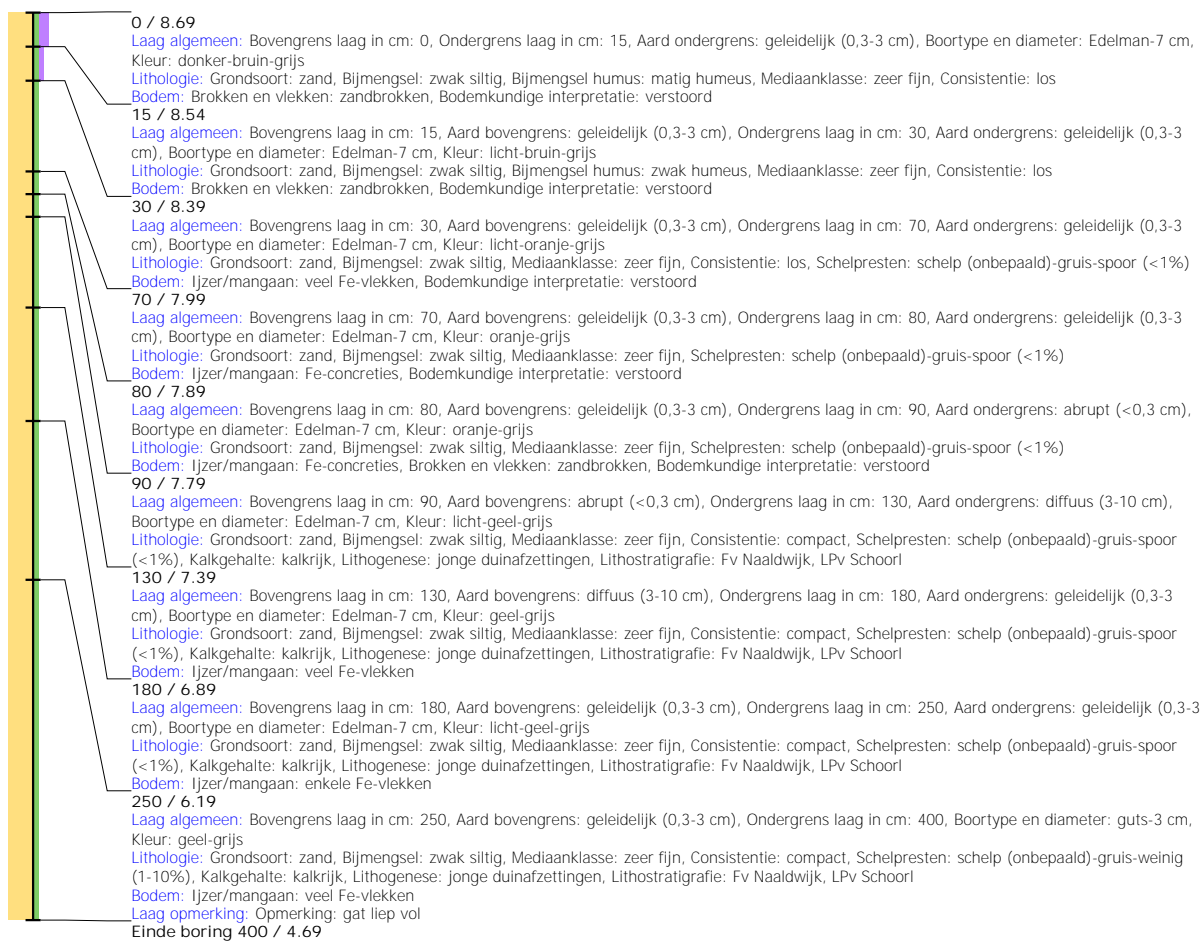 0 / 8.69
Laag algemeen: Bovengrens laag in cm: 0, Ondergrens laag in cm: 15, Aard ondergrens: geleidelijk (0,3-3 cm), Boortype en diameter: Edelman-7 cm,
Kleur: donker-bruin-grijs
Lithologie: Grondsoort: zand, Bijmengsel: zwak siltig, Bijmengsel humus: matig humeus, Mediaanklasse: zeer fijn, Consistentie: los
Bodem: Brokken en vlekken: zandbrokken, Bodemkundige interpretatie: verstoord
15 / 8.54
Laag algemeen: Bovengrens laag in cm: 15, Aard bovengrens: geleidelijk (0,3-3 cm), Ondergrens laag in cm: 30, Aard ondergrens: geleidelijk (0,3-3
cm), Boortype en diameter: Edelman-7 cm, Kleur: licht-bruin-grijs
Lithologie: Grondsoort: zand, Bijmengsel: zwak siltig, Bijmengsel humus: zwak humeus, Mediaanklasse: zeer fijn, Consistentie: los
Bodem: Brokken en vlekken: zandbrokken, Bodemkundige interpretatie: verstoord
30 / 8.39
Laag algemeen: Bovengrens laag in cm: 30, Aard bovengrens: geleidelijk (0,3-3 cm), Ondergrens laag in cm: 70, Aard ondergrens: geleidelijk (0,3-3
cm), Boortype en diameter: Edelman-7 cm, Kleur: licht-oranje-grijs
Lithologie: Grondsoort: zand, Bijmengsel: zwak siltig, Mediaanklasse: zeer fijn, Consistentie: los, Schelpresten: schelp (onbepaald)-gruis-spoor (<1%)
Bodem: Ijzer/mangaan: veel Fe-vlekken, Bodemkundige interpretatie: verstoord
70 / 7.99
Laag algemeen: Bovengrens laag in cm: 70, Aard bovengrens: geleidelijk (0,3-3 cm), Ondergrens laag in cm: 80, Aard ondergrens: geleidelijk (0,3-3
cm), Boortype en diameter: Edelman-7 cm, Kleur: oranje-grijs
Lithologie: Grondsoort: zand, Bijmengsel: zwak siltig, Mediaanklasse: zeer fijn, Schelpresten: schelp (onbepaald)-gruis-spoor (<1%)
Bodem: Ijzer/mangaan: Fe-concreties, Bodemkundige interpretatie: verstoord
80 / 7.89
Laag algemeen: Bovengrens laag in cm: 80, Aard bovengrens: geleidelijk (0,3-3 cm), Ondergrens laag in cm: 90, Aard ondergrens: abrupt (<0,3 cm),
Boortype en diameter: Edelman-7 cm, Kleur: oranje-grijs
Lithologie: Grondsoort: zand, Bijmengsel: zwak siltig, Mediaanklasse: zeer fijn, Schelpresten: schelp (onbepaald)-gruis-spoor (<1%)
Bodem: Ijzer/mangaan: Fe-concreties, Brokken en vlekken: zandbrokken, Bodemkundige interpretatie: verstoord
90 / 7.79
Laag algemeen: Bovengrens laag in cm: 90, Aard bovengrens: abrupt (<0,3 cm), Ondergrens laag in cm: 130, Aard ondergrens: diffuus (3-10 cm),
Boortype en diameter: Edelman-7 cm, Kleur: licht-geel-grijs
Lithologie: Grondsoort: zand, Bijmengsel: zwak siltig, Mediaanklasse: zeer fijn, Consistentie: compact, Schelpresten: schelp (onbepaald)-gruis-spoor
(<1%), Kalkgehalte: kalkrijk, Lithogenese: jonge duinafzettingen, Lithostratigrafie: Fv Naaldwijk, LPv Schoorl
130 / 7.39
Laag algemeen: Bovengrens laag in cm: 130, Aard bovengrens: diffuus (3-10 cm), Ondergrens laag in cm: 180, Aard ondergrens: geleidelijk (0,3-3
cm), Boortype en diameter: Edelman-7 cm, Kleur: geel-grijs
Lithologie: Grondsoort: zand, Bijmengsel: zwak siltig, Mediaanklasse: zeer fijn, Consistentie: compact, Schelpresten: schelp (onbepaald)-gruis-spoor
(<1%), Kalkgehalte: kalkrijk, Lithogenese: jonge duinafzettingen, Lithostratigrafie: Fv Naaldwijk, LPv Schoorl
Bodem: Ijzer/mangaan: veel Fe-vlekken
180 / 6.89
Laag algemeen: Bovengrens laag in cm: 180, Aard bovengrens: geleidelijk (0,3-3 cm), Ondergrens laag in cm: 250, Aard ondergrens: geleidelijk (0,3-3
cm), Boortype en diameter: Edelman-7 cm, Kleur: licht-geel-grijs
Lithologie: Grondsoort: zand, Bijmengsel: zwak siltig, Mediaanklasse: zeer fijn, Consistentie: compact, Schelpresten: schelp (onbepaald)-gruis-spoor
(<1%), Kalkgehalte: kalkrijk, Lithogenese: jonge duinafzettingen, Lithostratigrafie: Fv Naaldwijk, LPv Schoorl
Bodem: Ijzer/mangaan: enkele Fe-vlekken
250 / 6.19
Laag algemeen: Bovengrens laag in cm: 250, Aard bovengrens: geleidelijk (0,3-3 cm), Ondergrens laag in cm: 400, Boortype en diameter: guts-3 cm,
Kleur: geel-grijs
Lithologie: Grondsoort: zand, Bijmengsel: zwak siltig, Mediaanklasse: zeer fijn, Consistentie: compact, Schelpresten: schelp (onbepaald)-gruis-weinig
(1-10%), Kalkgehalte: kalkrijk, Lithogenese: jonge duinafzettingen, Lithostratigrafie: Fv Naaldwijk, LPv Schoorl
Bodem: Ijzer/mangaan: veel Fe-vlekken
Laag opmerking: Opmerking: gat liep vol
Einde boring 400 / 4.69